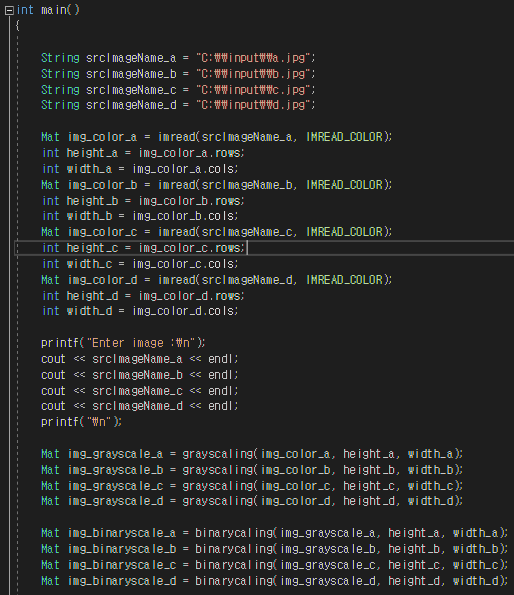 int main()
{
String srcImageName_a = "C:₩₩input₩₩a.jpg";
String srcImageName_b = "C:₩₩input₩₩b.jpg";
String srcImageName_c = "C:₩₩input₩₩c.jpg";
String srcImageName_d = "C:₩₩input₩₩d.jpg";
Mat img_color_a = imread(srcImageName_a, IMREAD_COLOR);
int height_a = img_color_a.rows;
int width_a = img_color_a.cols;
Mat img_color_b = imread(srcImageName_b, IMREAD_COLOR);
int height_b = img_color_b.rows;
int width_b = img_color_b.cols;
Mat img_color_c = imread(srcImageName_c, IMREAD_COLOR);
int height_c = img_color_c.rows;
int width_c = img_color_c.cols;
Mat img_color_d = imread(srcImageName_d, IMREAD_COLOR);
int height_d = img_color_d.rows;
int width_d = img_color_d.cols;
printf("Enter image :₩n");
cout << srcImageName_a << endl;
cout << srcImageName_b << endl;
cout << srcImageName_c << endl;
cout << srcImageName_d << endl;
printf("₩n");
Mat img_grayscale_a = grayscaling(img_color_a, height_a, width_a);
Mat img_grayscale_b = grayscaling(img_color_b, height_b, width_b);
Mat img_grayscale_c = grayscaling(img_color_c, height_c, width_c);
Mat img_grayscale_d = grayscaling(img_color_d, height_d, width_d);
Mat img_binaryscale_a = binarycaling(img_grayscale_a, height_a, width_a);
Mat img_binaryscale_b = binarycaling(img_grayscale_b, height_b, width_b);
Mat img_binaryscale_c = binarycaling(img_grayscale_c, height_c, width_c);
Mat img_binaryscale_d = binarycaling(img_grayscale_d, height_d, width_d);